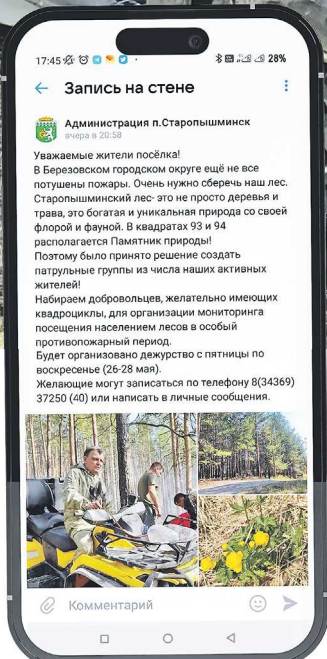 17:45 28%
Запись на стене
Администрация п.Старопышминск
вчера в 20:58
Уважаемые жители посёлка!
В Березовском городском округе ещё не все
потушены пожары. Очень нужно сберечь наш лес.
Старопышминский лес- это не просто деревья и
трава, это богатая и уникальная природа со своей
флорой и фауной. В квадратах 93 и 94
располагается Памятник природы!
Поэтому было принято решение создать
патрульные группы из числа наших активных
жителей!
Набираем добровольцев, желательно имеющих
квадроциклы, для организации мониторинга
посещения населением лесов в особый
противопожарный период.
Будет организовано дежурство с пятницы по
воскресенье (26-28 мая).
Желающие могут записаться по телефону 8(34369)
37250 (40) или написать в личные сообщения.
Комментарий